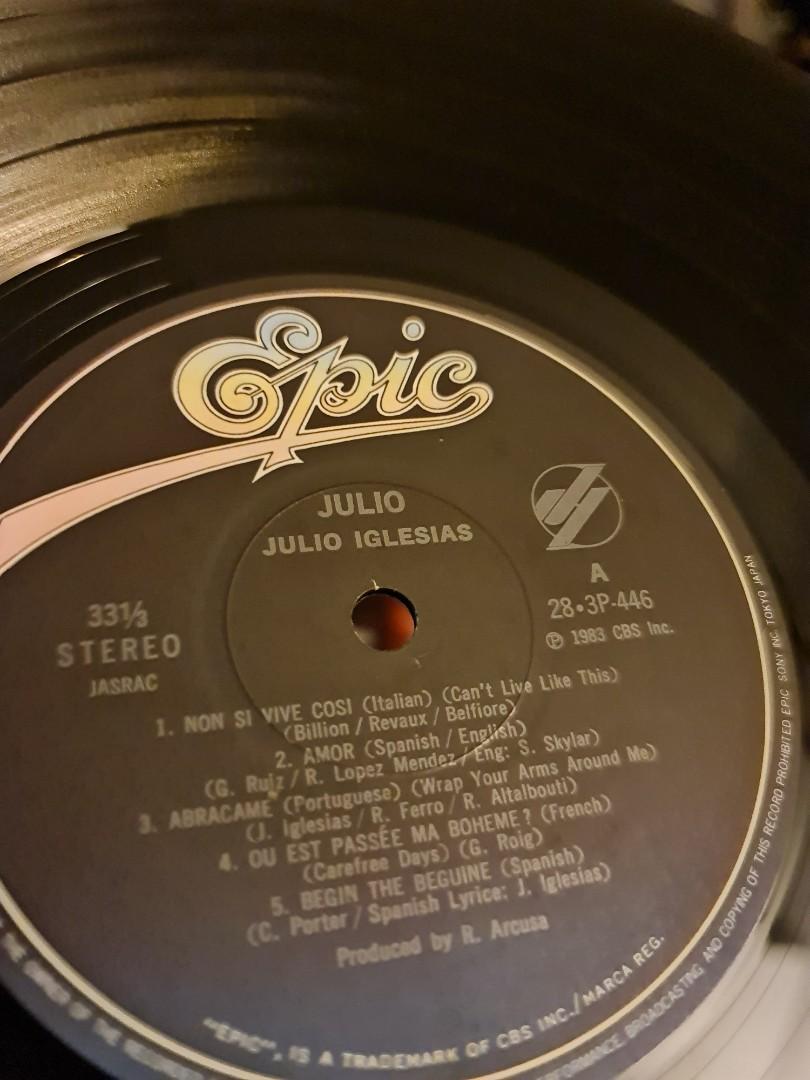 Epic
JULIO
JULIO IGLESIAS
A
28•3P-446
Ⓟ 1983 CBS Inc.
33⅓
STEREO
JASRAC
1. NON SI VIVE COSI (Italian) (Can't Live Like This)
(Billion / Revaux / Belfiore)
2. AMOR (Spanish / English)
(G. Ruiz / R. Lopez Mendez / Eng: S. Skylar)
3. ABRACAME (Portuguese) (Wrap Your Arms Around Me)
(J. Iglesias / R. Ferro / R. Altalbouti)
4. OU EST PASSÉE MA BOHEME? (French)
(Carefree Days) (G. Roig)
5. BEGIN THE BEGUINE (Spanish)
(C. Porter / Spanish Lyrice: J. Iglesias)
Produced by R. Arcusa
"EPIC", IS A TRADEMARK OF CBS INC./MARCA REG.
OF THE RECORDED
PERFORMANCE, BROADCASTING AND COPYING OF THIS RECORD PROHIBITED EPIC SONY INC. TOKYO JAPAN